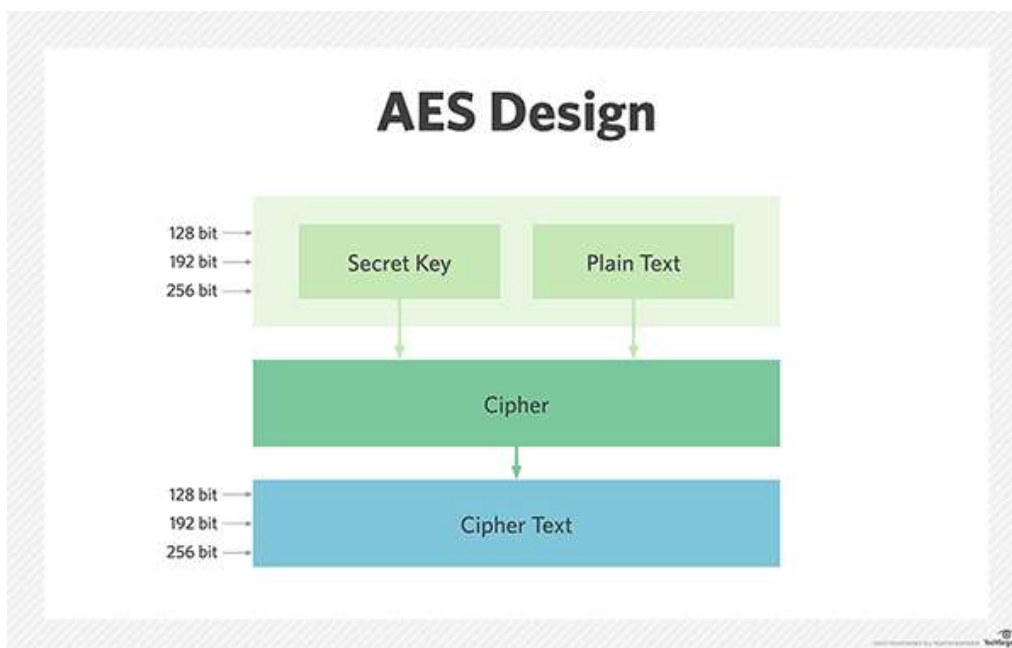 AES Design
128 bit
192 bit
256 bit
Secret Key
Plain Text
Cipher
128 bit
192 bit
256 bit
Cipher Text
TechTarget